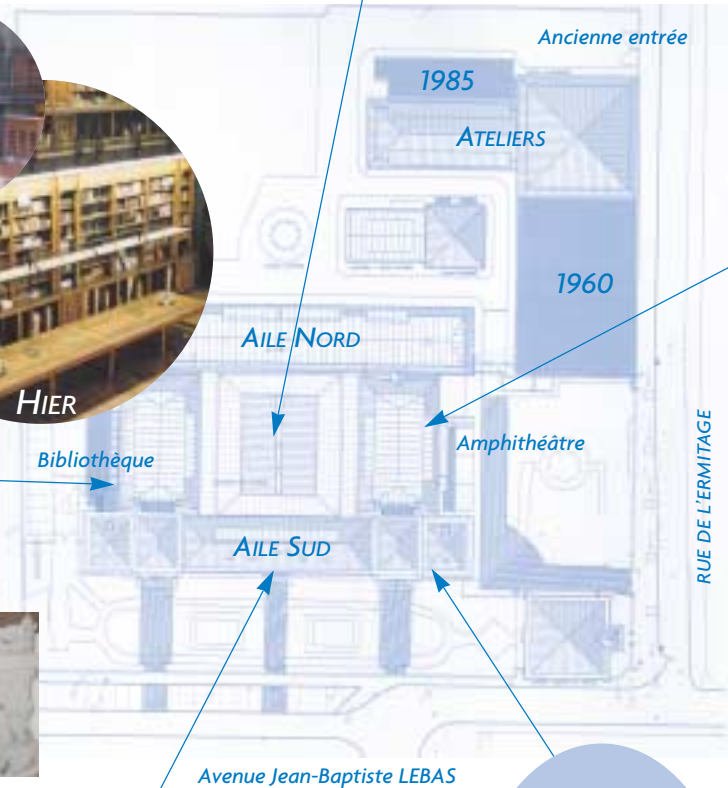 Ancienne entrée
1985
ATELIERS
1960
AILE NORD
HIER
Bibliothèque
Amphithéâtre
RUE DE L'ERMITAGE
AILE SUD
Avenue Jean-Baptiste LEBAS